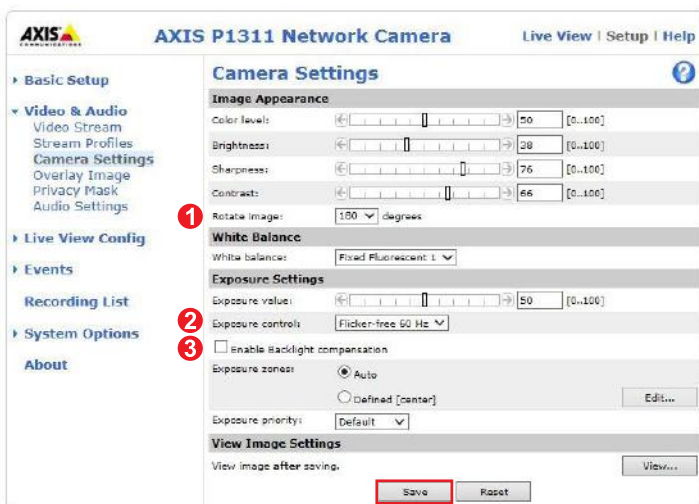 AXIS
COMMUNICATIONS
AXIS P1311 Network Camera
Live View | Setup | Help
Basic Setup
Video & Audio
Video Stream
Stream Profiles
Camera Settings
Overlay Image
Privacy Mask
Audio Settings
Live View Config
Events
Recording List
System Options
About
Camera Settings
?
Image Appearance
Color level: 50 [0..100]
Brightness: 38 [0..100]
Sharpness: 76 [0..100]
Contrast: 66 [0..100]
1 Rotate image: 180 degrees
White Balance
White balance: Fixed Fluorescent 1
Exposure Settings
Exposure value: 50 [0..100]
2 Exposure control: Flicker-free 60 Hz
3 Enable Backlight compensation
Exposure zones: Auto
Defined [center] Edit...
Exposure priority: Default
View Image Settings
View image after saving. View...
Save Reset